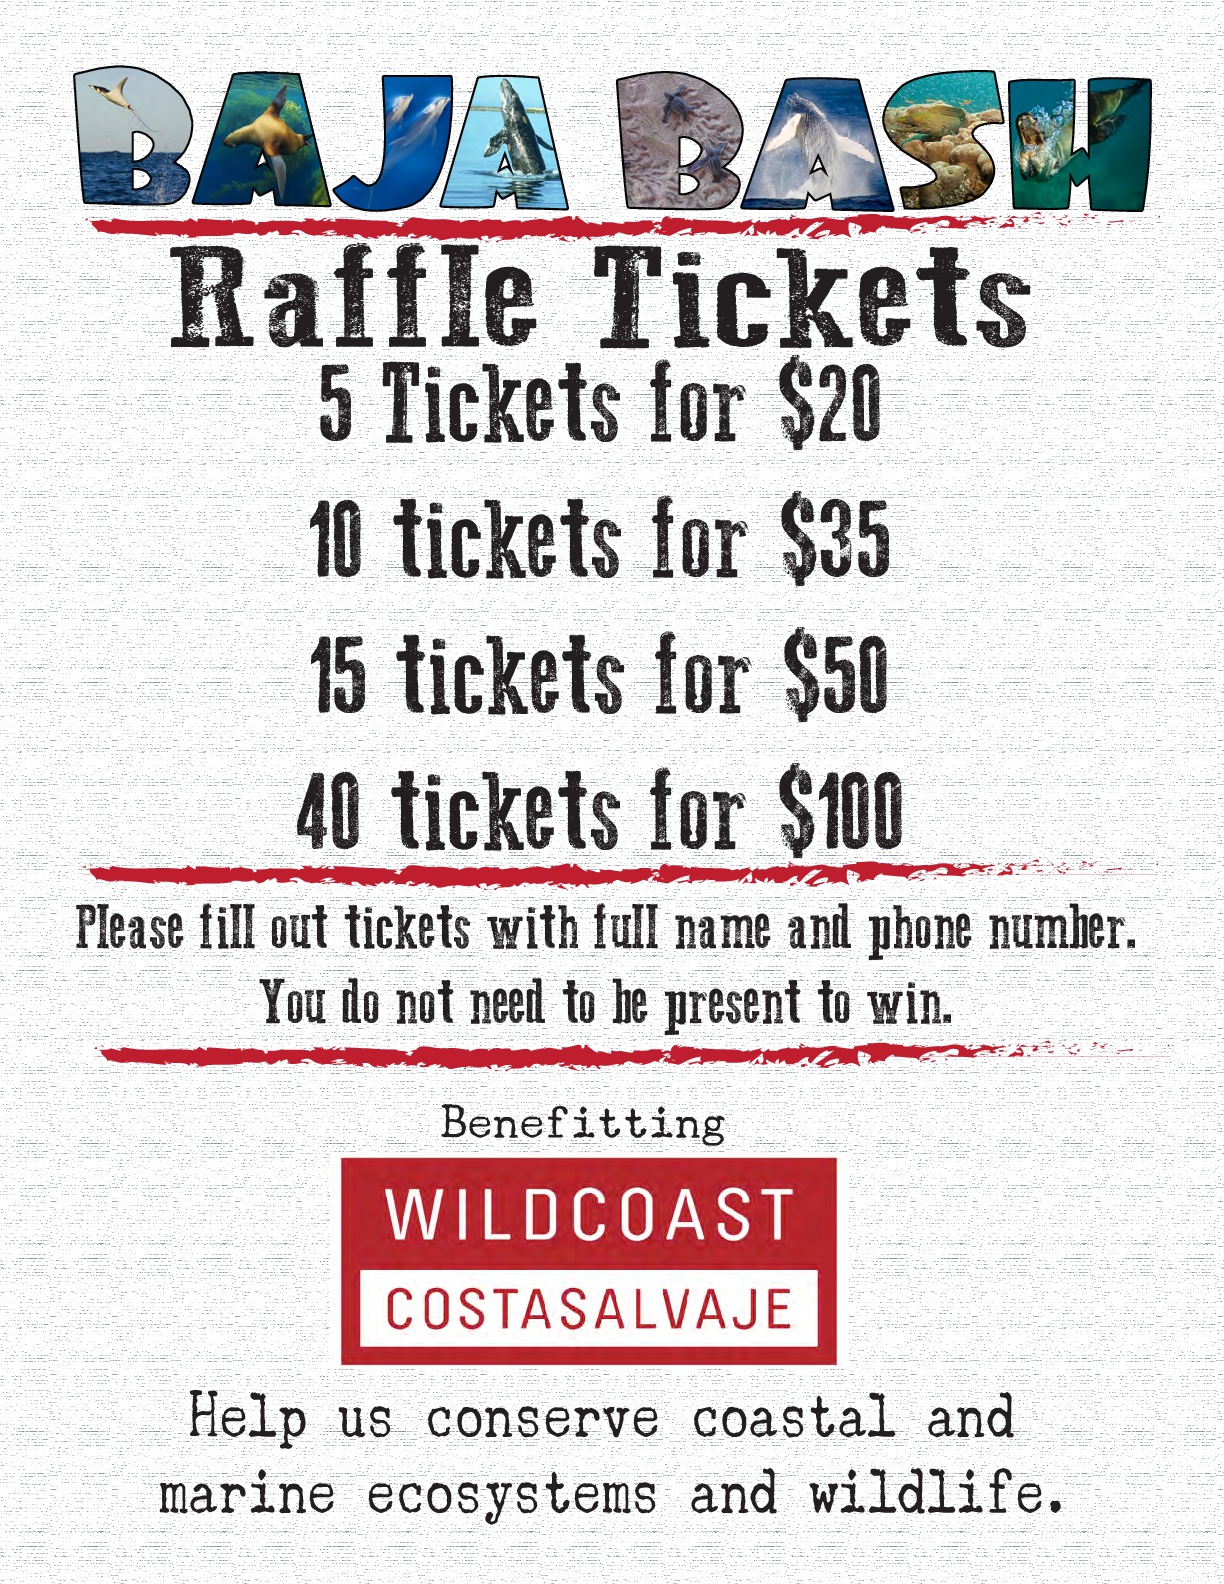 BAJA BASH
Raffle Tickets
5 Tickets for $20
10 tickets for $35
15 tickets for $50
40 tickets for $100
Please fill out tickets with full name and phone number.
You do not need to be present to win.
Benefitting
WILDCOAST
COSTASALVAJE
Help us conserve coastal and
marine ecosystems and wildlife.